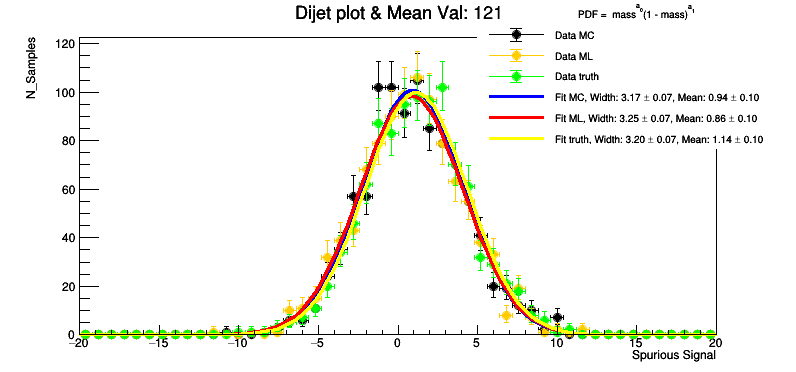 Dijet plot & Mean Val: 121
PDF = mass^a_0 (1 - mass)^a_1
Data MC
Data ML
Data truth
Fit MC, Width: 3.17 ± 0.07, Mean: 0.94 ± 0.10
Fit ML, Width: 3.25 ± 0.07, Mean: 0.86 ± 0.10
Fit truth, Width: 3.20 ± 0.07, Mean: 1.14 ± 0.10
N_Samples
120
100
80
60
40
20
0
−20 −15 −10 −5 0 5 10 15 20
Spurious Signal